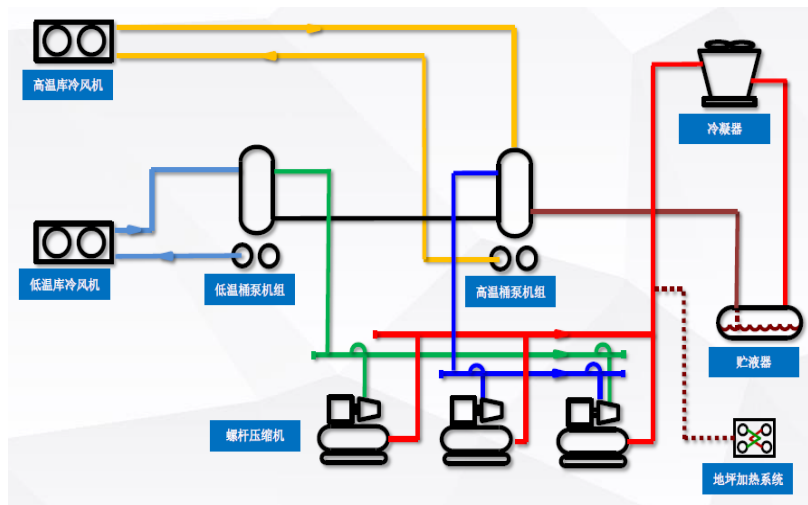 高温库冷风机
冷凝器
低温库冷风机
低温桶泵机组
高温桶泵机组
贮液器
螺杆压缩机
地坪加热系统